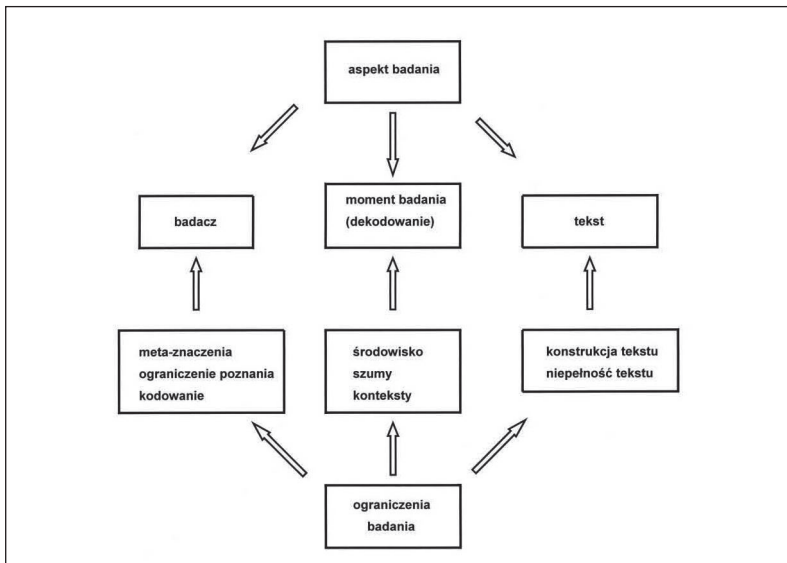 aspekt badania
badacz
moment badania
(dekodowanie)
tekst
meta-znaczenia
ograniczenie poznania
kodowanie
środowisko
szumy
konteksty
konstrukcja tekstu
niepełność tekstu
ograniczenia
badania